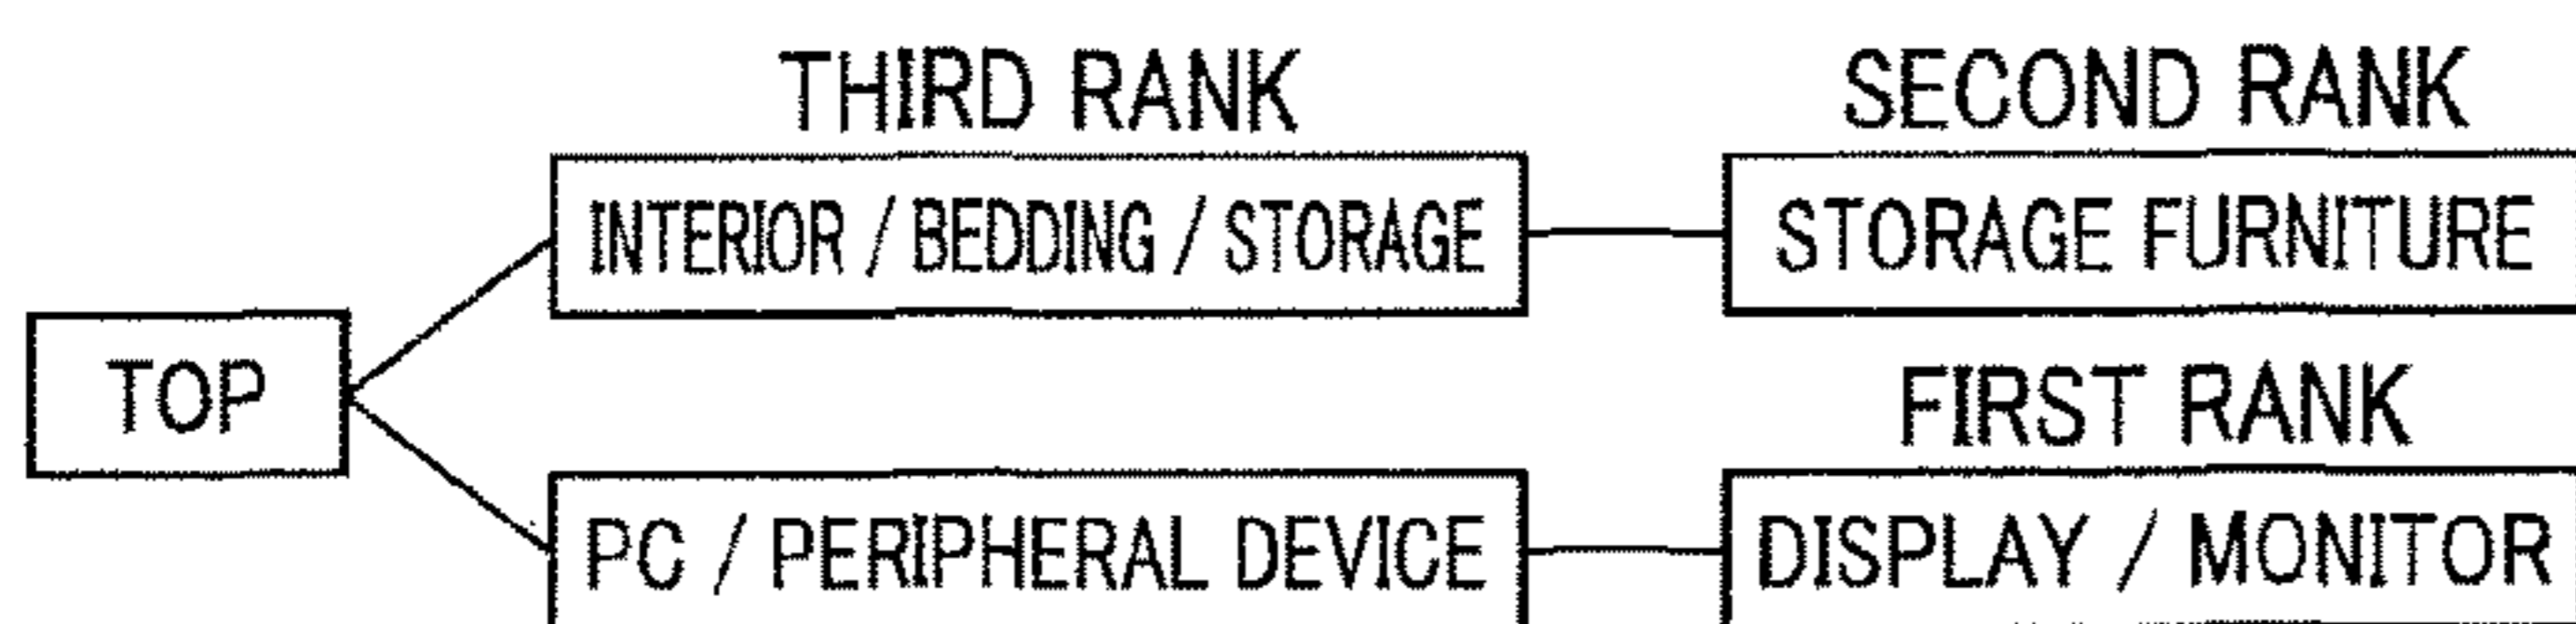 THIRD RANK SECOND RANK
INTERIOR / BEDDING / STORAGE STORAGE FURNITURE
TOP
FIRST RANK
PC / PERIPHERAL DEVICE DISPLAY / MONITOR